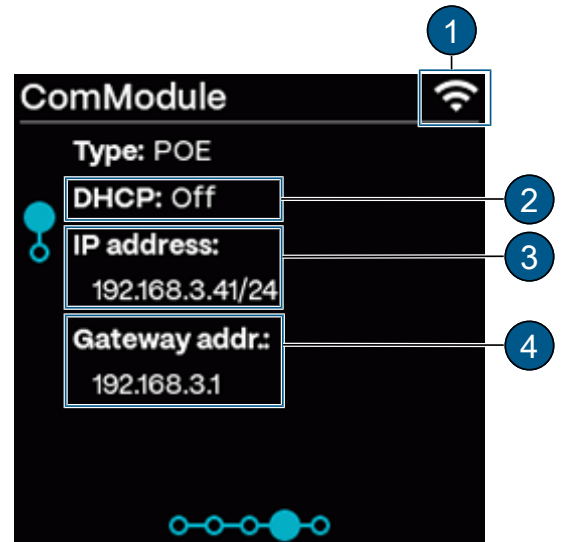 1
ComModule
Type: POE
DHCP: Off
2
IP address:
3
192.168.3.41/24
Gateway addr.:
4
192.168.3.1